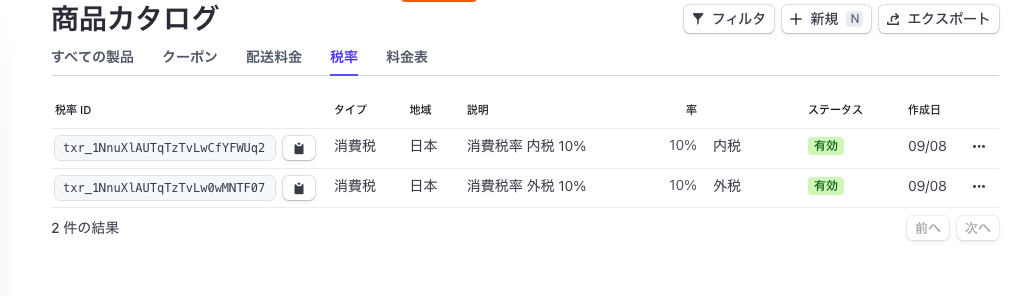 商品カタログ
フィルタ
新規 N
エクスポート
すべての製品 クーポン 配送料金 税率 料金表
税率 ID タイプ 地域 説明 率 ステータス 作成日
txr_1NnuXlAUTqTzTvLwCfYFWUq2 消費税 日本 消費税率 内税 10% 10% 内税 有効 09/08
txr_1NnuXlAUTqTzTvLw0wMNTF07 消費税 日本 消費税率 外税 10% 10% 外税 有効 09/08
2 件の結果 前へ 次へ